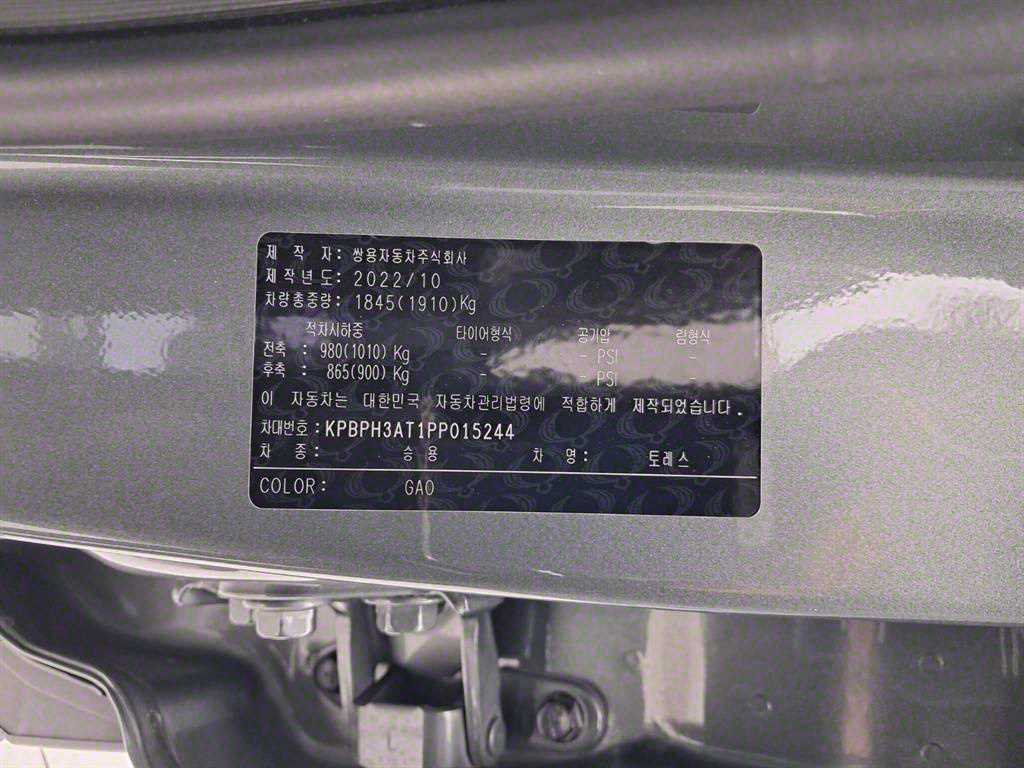 제 작 자 : 쌍용자동차주식회사
제작년도 : 2022/10
차량총중량 : 1845(1910)Kg
적차시하중 타이어형식 공기압 림형식
전축 : 980(1010) Kg - - PSI -
후축 : 865(900) Kg - - PSI -
이 자동차는 대한민국 자동차관리법령에 적합하게 제작되었습니다.
차대번호 : KPBPH3AT1PP015244
차 종 : 승 용 차 명 : 토레스
COLOR : GAO